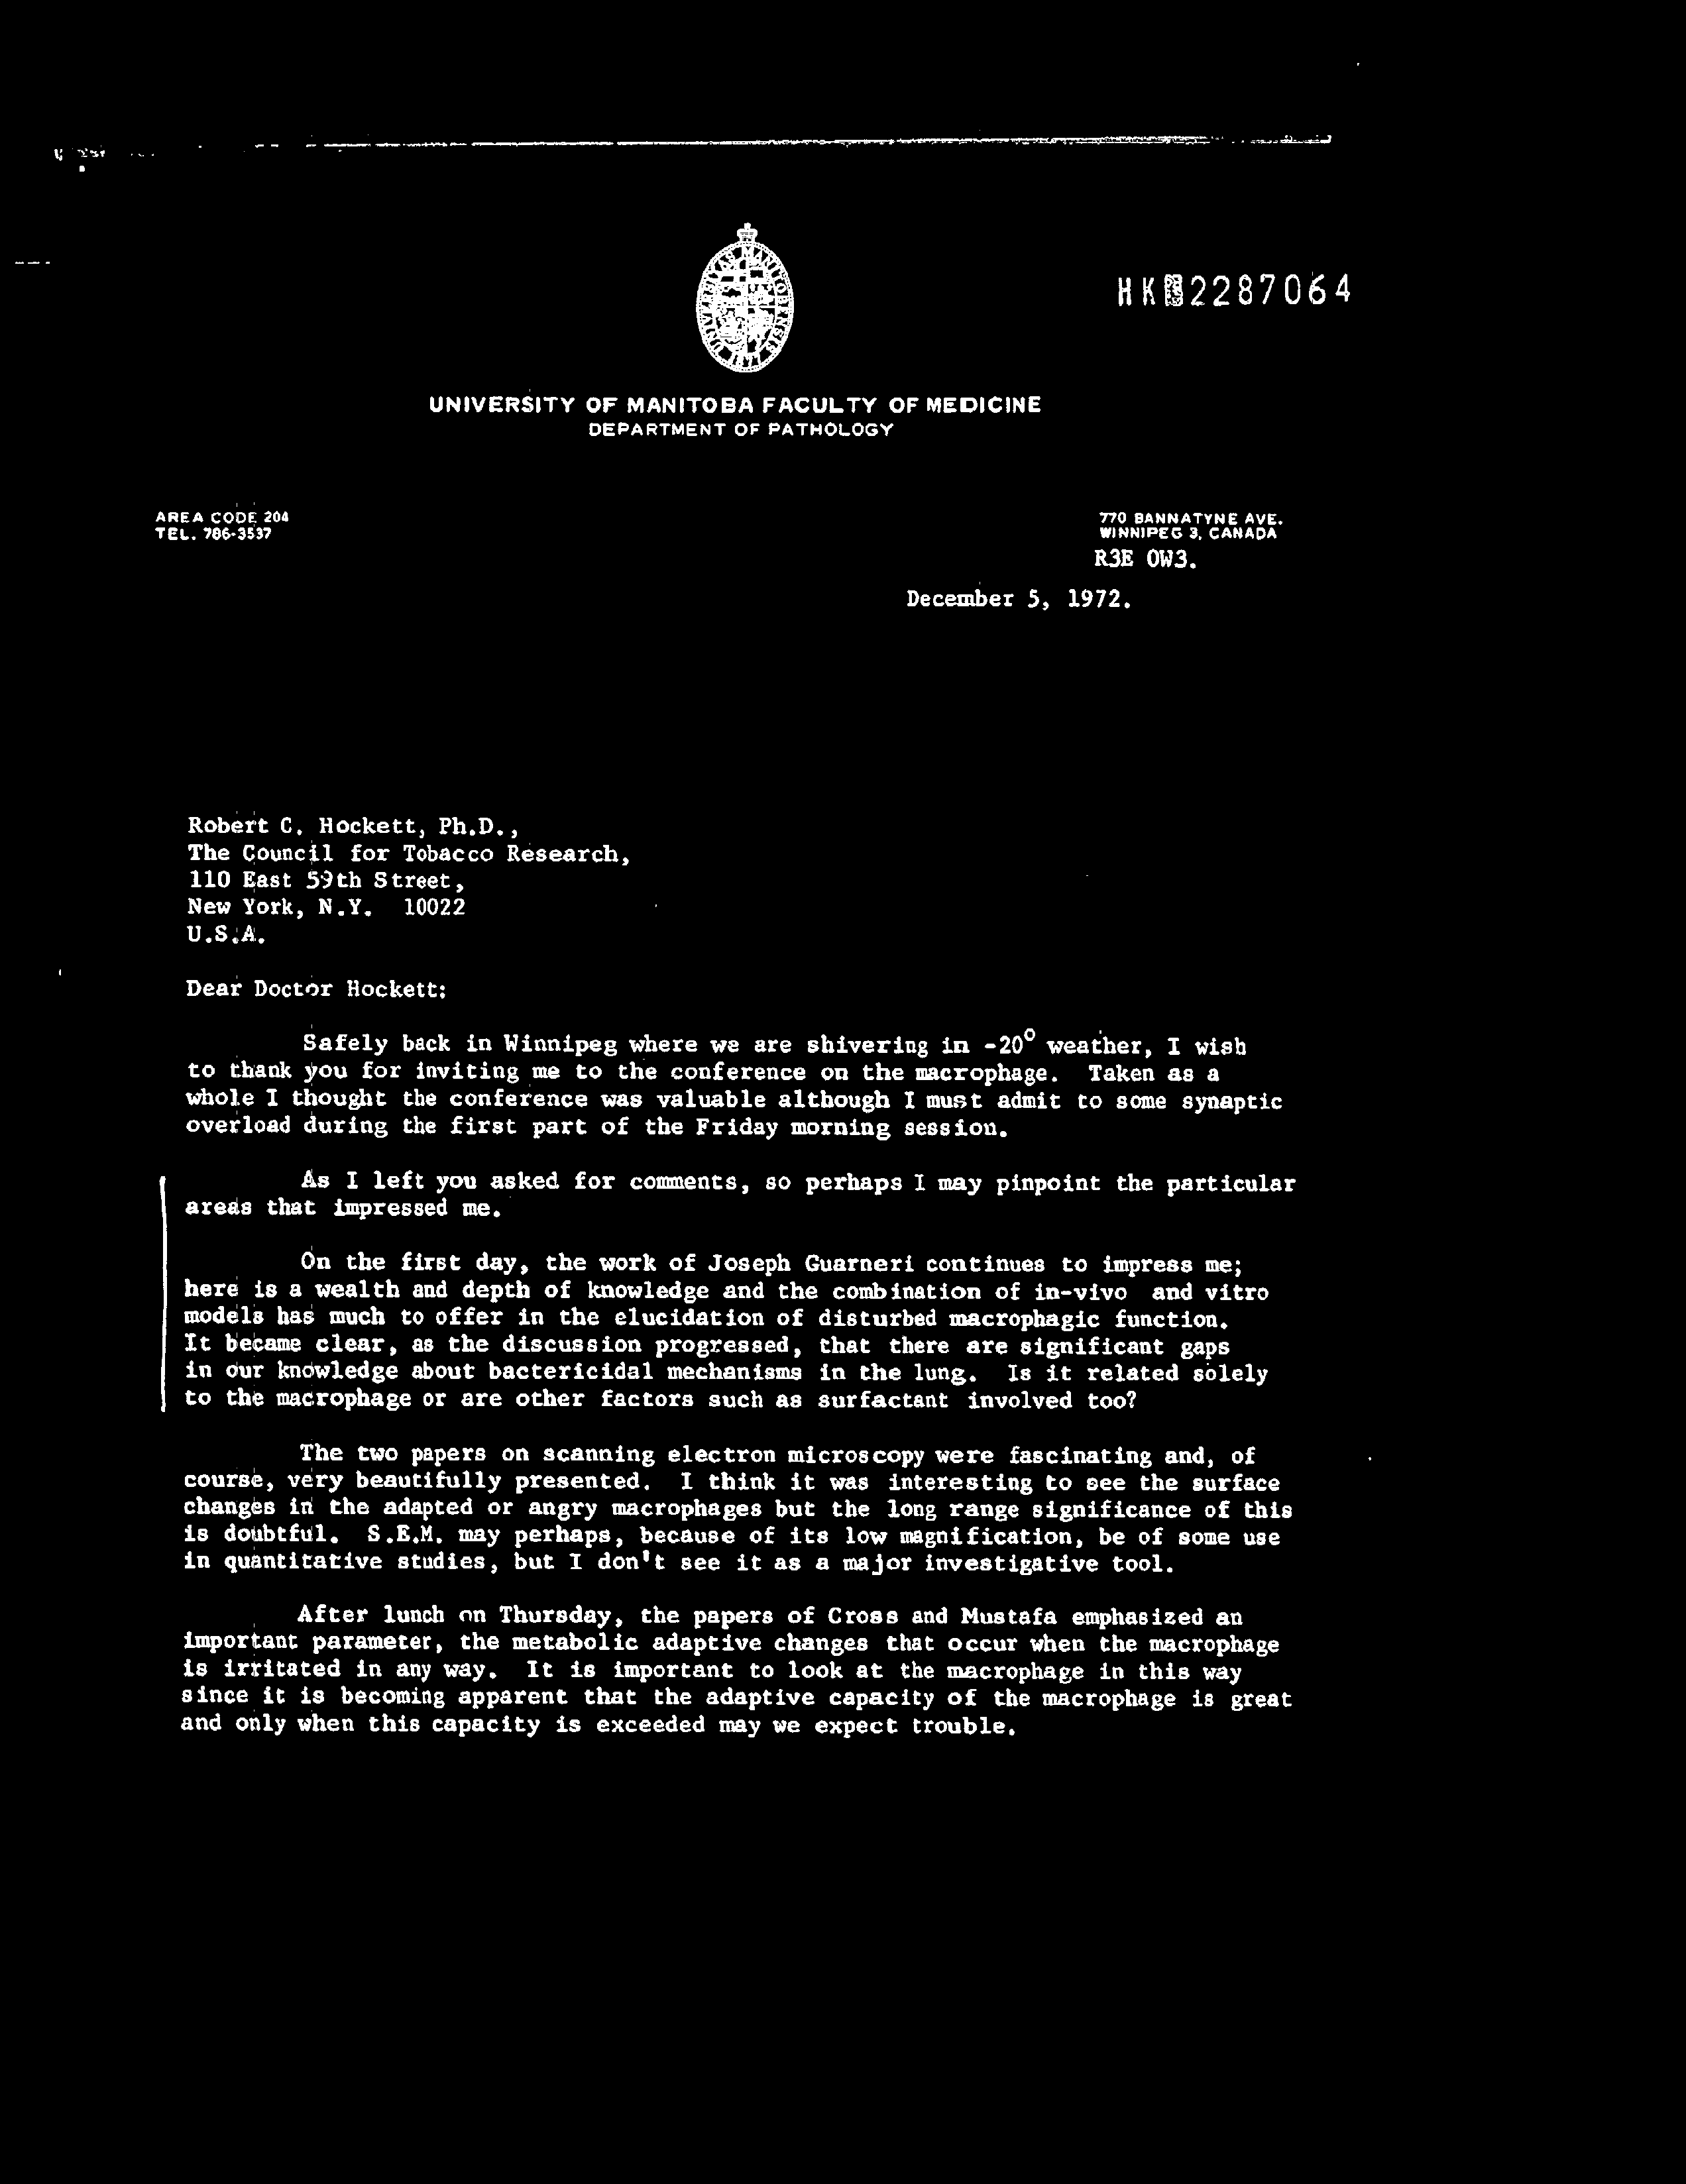 UNIVERSITAS MANITOBENSIS
1877
2287064
UNIVERSITY OF MANITOBA FACULTY OF MEDICINE
DEPARTMENT OF PATHOLOGY
AREA CODE 204
TEL. 786-3537
770 BANNATYNE AVE.
WINNIPEG 3, CANADA
R3E 0W3.
December 5, 1972.
Robert C. Hockett, Ph.D.,
The Council for Tobacco Research,
110 East 59th Street,
New York, N.Y. 10022
U.S.A.
Dear Doctor Hockett:
Safely back in Winnipeg where we are shivering in -20° weather, I wish
to thank you for inviting me to the conference on the macrophage. Taken as a
whole I thought the conference was valuable although I must admit to some synaptic
overload during the first part of the Friday morning session.
As I left you asked for comments, so perhaps I may pinpoint the particular
areas that impressed me.
On the first day, the work of Joseph Guarneri continues to impress me;
here is a wealth and depth of knowledge and the combination of in-vivo and vitro
models has much to offer in the elucidation of disturbed macrophagic function.
It became clear, as the discussion progressed, that there are significant gaps
in our knowledge about bactericidal mechanisms in the lung. Is it related solely
to the macrophage or are other factors such as surfactant involved too?
The two papers on scanning electron microscopy were fascinating and, of
course, very beautifully presented. I think it was interesting to see the surface
changes in the adapted or angry macrophages but the long range significance of this
is doubtful. S.E.M. may perhaps, because of its low magnification, be of some use
in quantitative studies, but I don't see it as a major investigative tool.
After lunch on Thursday, the papers of Cross and Mustafa emphasized an
important parameter, the metabolic adaptive changes that occur when the macrophage
is irritated in any way. It is important to look at the macrophage in this way
since it is becoming apparent that the adaptive capacity of the macrophage is great
and only when this capacity is exceeded may we expect trouble.